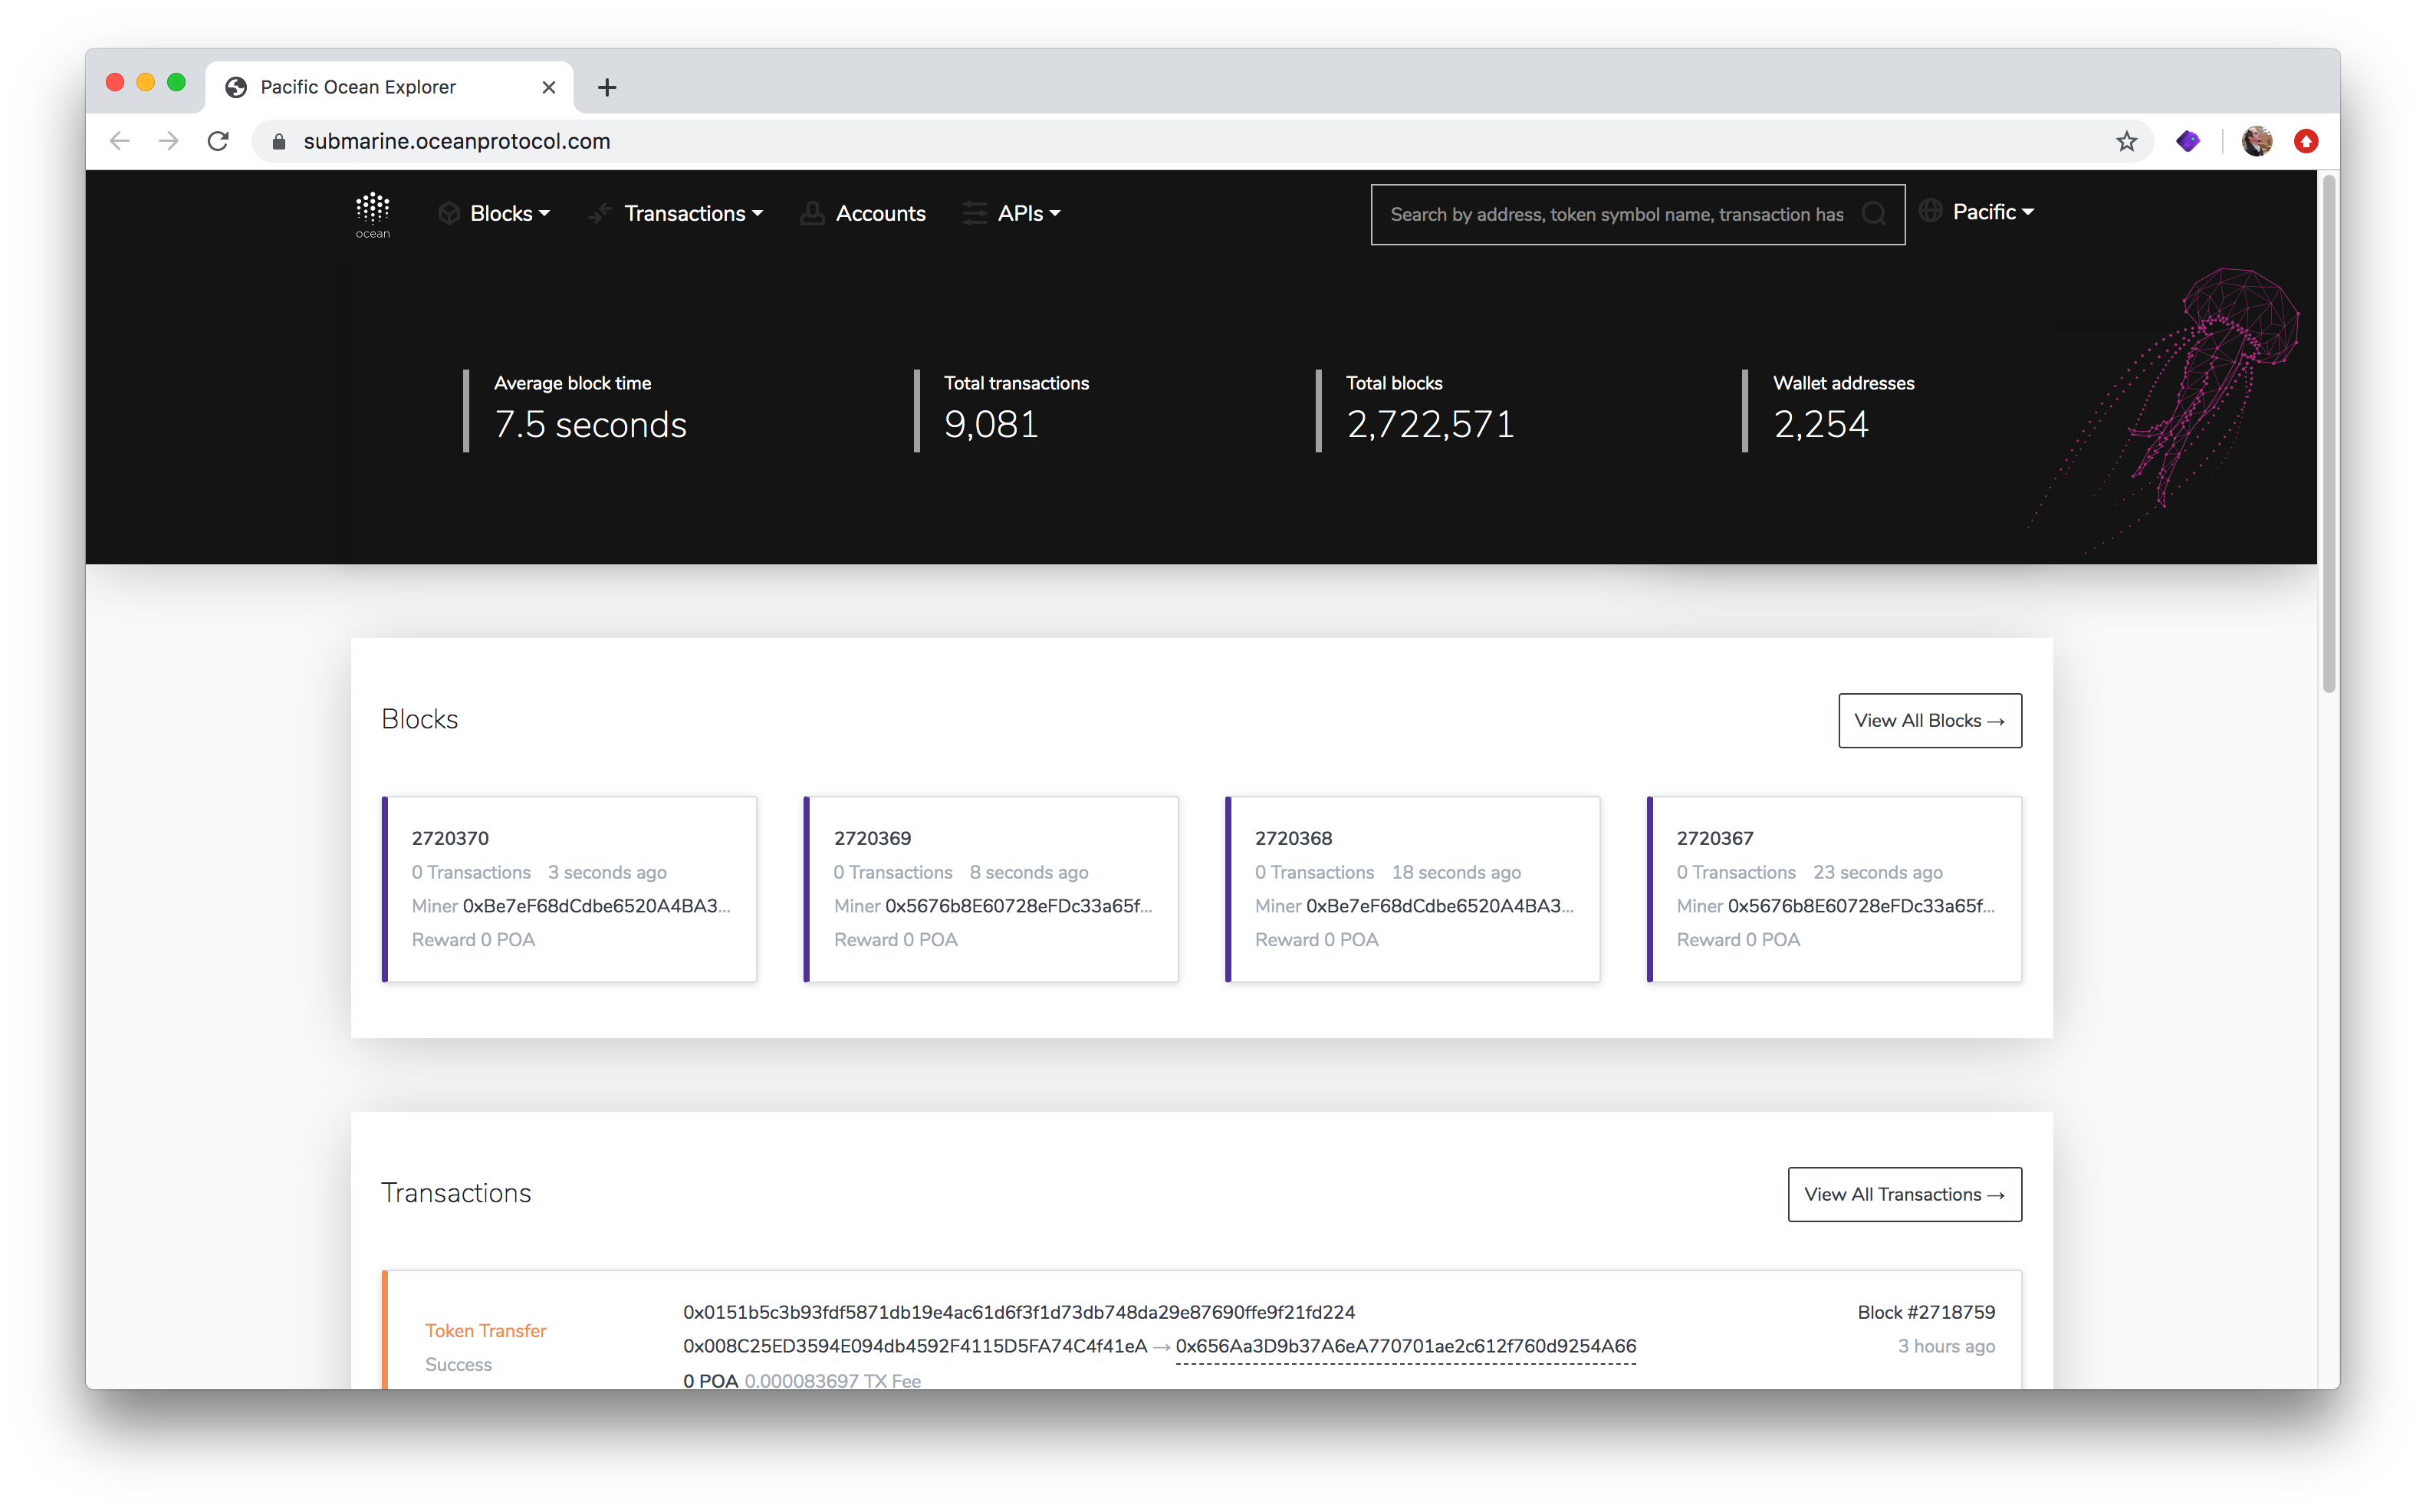 Pacific Ocean Explorer
submarine.oceanprotocol.com
ocean
Blocks
Transactions
Accounts
APIs
Search by address, token symbol name, transaction has
Pacific
Average block time
7.5 seconds
Total transactions
9,081
Total blocks
2,722,571
Wallet addresses
2,254
Blocks
View All Blocks →
2720370
0 Transactions 3 seconds ago
Miner 0xBe7eF68dCdbe6520A4BA3...
Reward 0 POA
2720369
0 Transactions 8 seconds ago
Miner 0x5676b8E60728eFDc33a65f...
Reward 0 POA
2720368
0 Transactions 18 seconds ago
Miner 0xBe7eF68dCdbe6520A4BA3...
Reward 0 POA
2720367
0 Transactions 23 seconds ago
Miner 0x5676b8E60728eFDc33a65f...
Reward 0 POA
Transactions
View All Transactions →
Token Transfer
Success
0x0151b5c3b93fdf5871db19e4ac61d6f3f1d73db748da29e87690ffe9f21fd224
0x008C25ED3594E094db4592F4115D5FA74C4f41eA → 0x656Aa3D9b37A6eA770701ae2c612f760d9254A66
0 POA 0.000083697 TX Fee
Block #2718759
3 hours ago